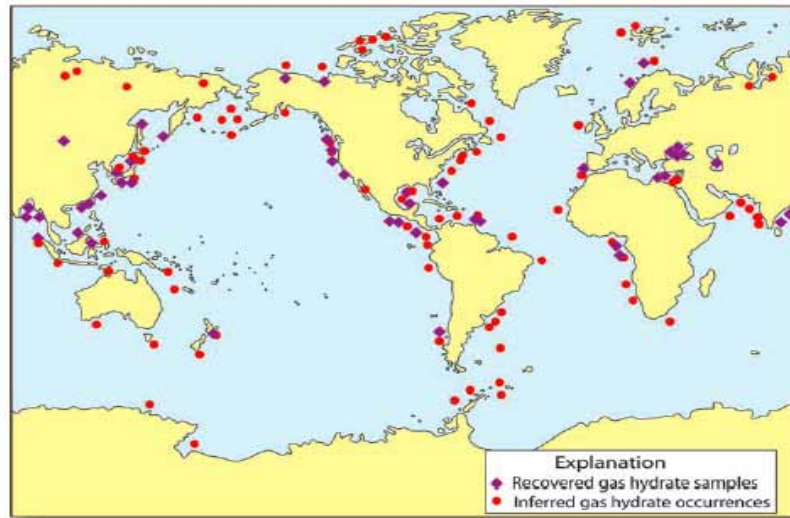 Explanation
Recovered gas hydrate samples
Inferred gas hydrate occurrences